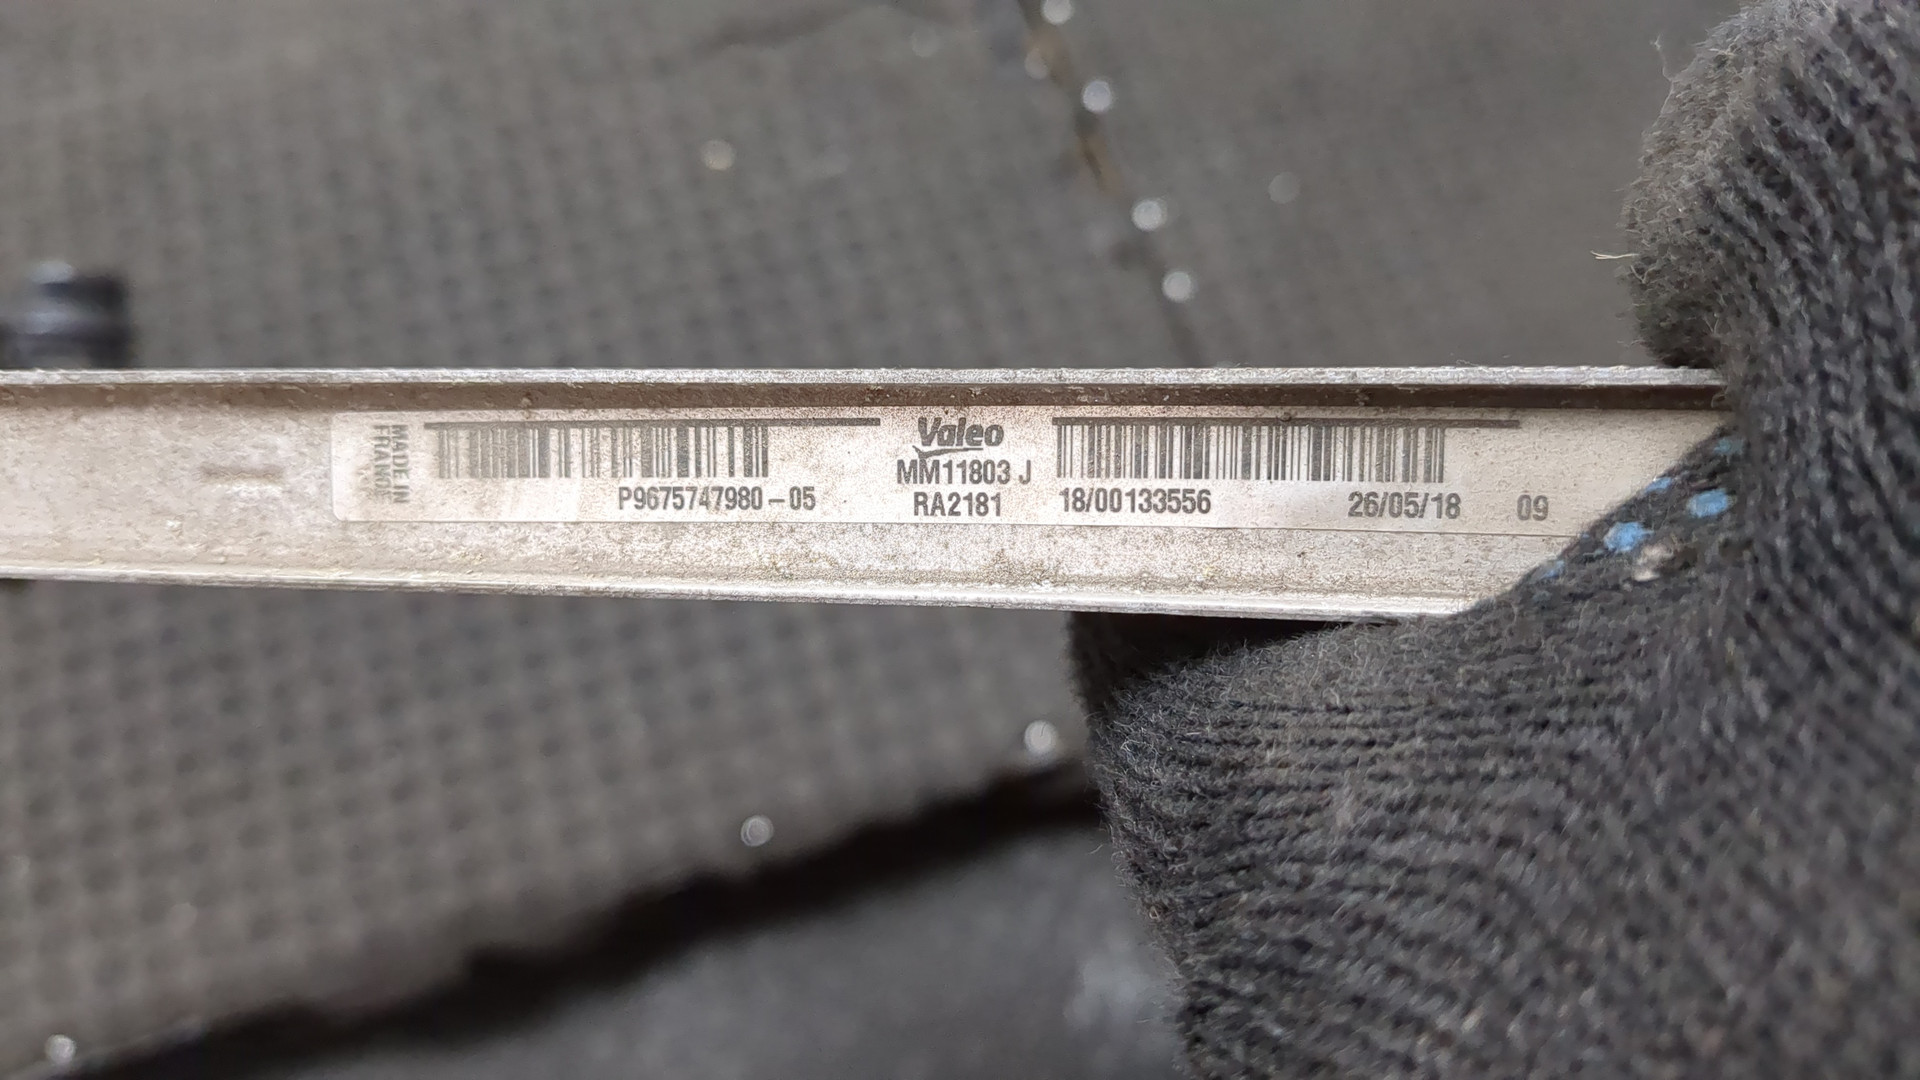 MADE IN
FRANCE
P9675747980-05
Valeo
MM11803 J
RA2181
18/00133556
26/05/18
09